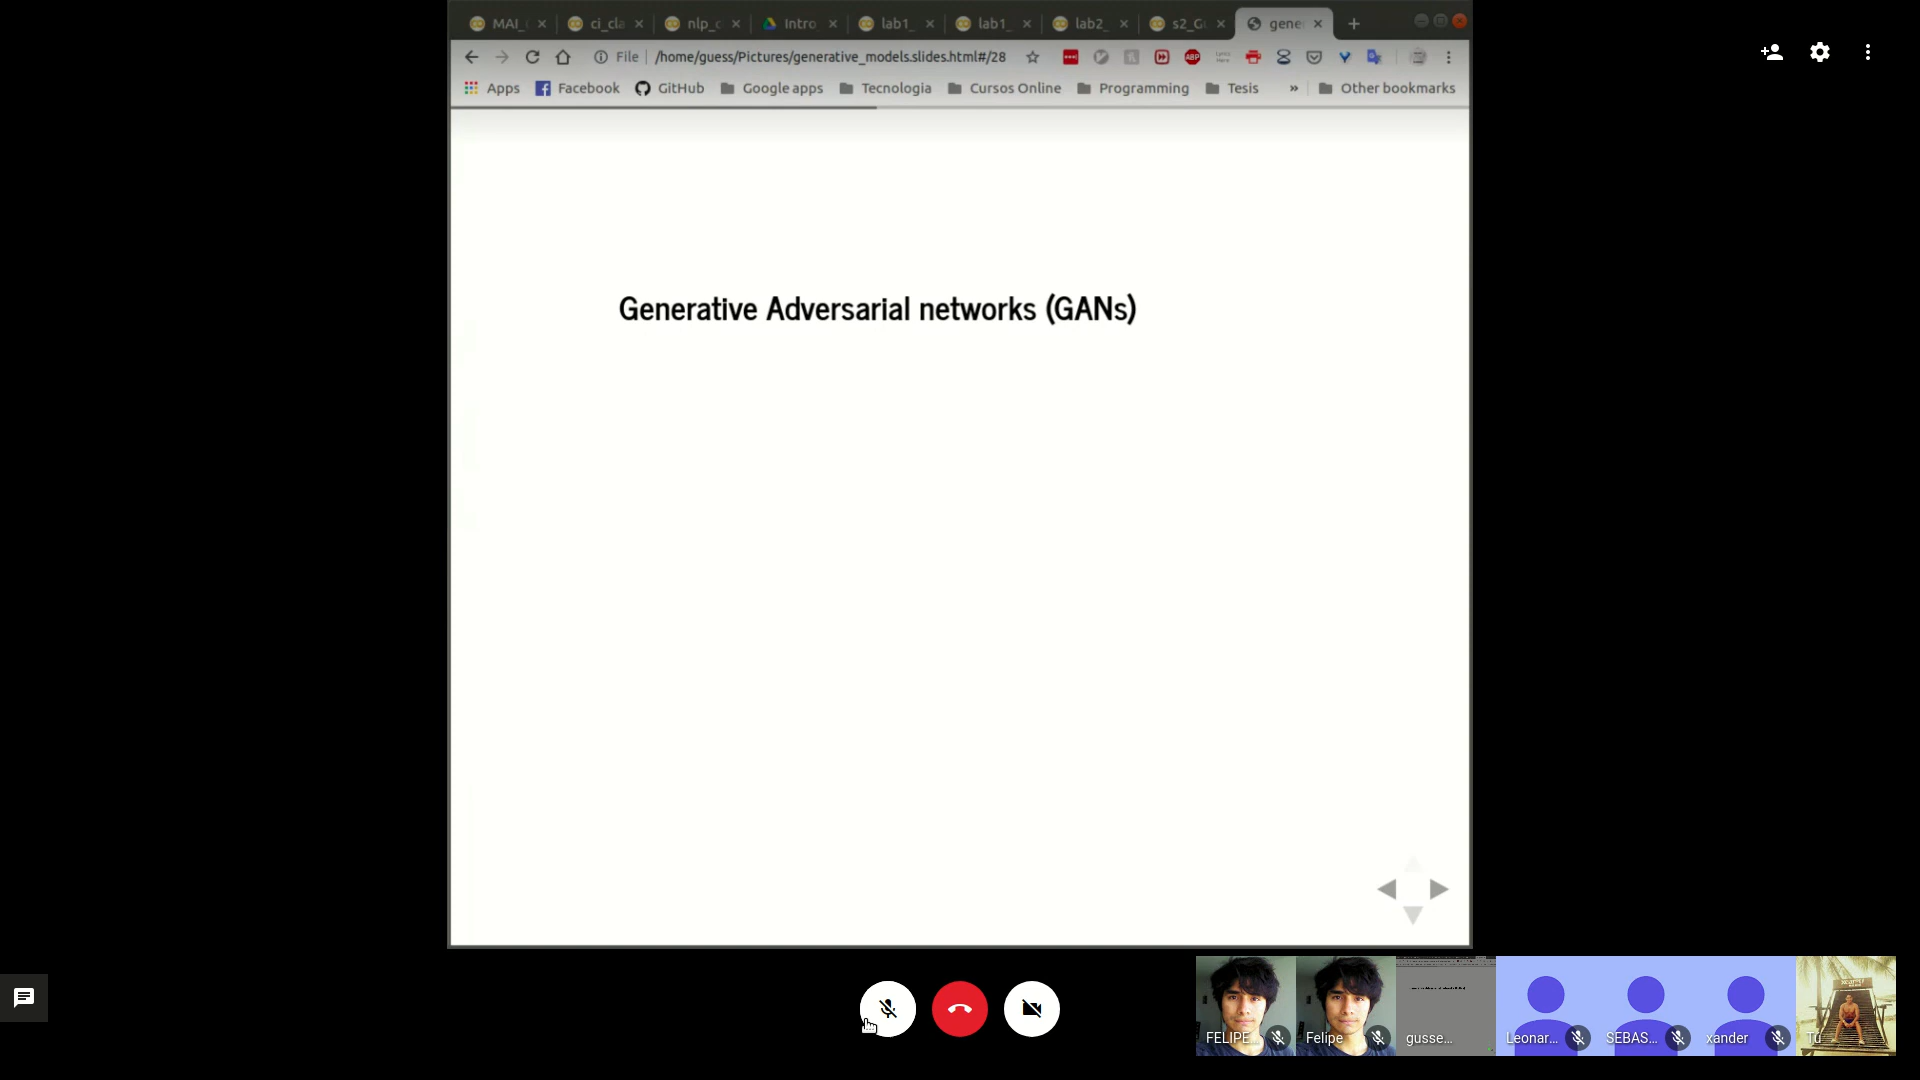 MAI_
ci_cla
nlp_c
Intro
lab1_
lab1_
lab2_
s2_G
gene
File
/home/guess/Pictures/generative_models.slides.html#/28
ABP
Apps
Facebook
GitHub
Google apps
Tecnologia
Cursos Online
Programming
Tesis
»
Other bookmarks
Generative Adversarial networks (GANs)
FELIPE...
Felipe
gusse...
Leonar...
SEBAS...
xander
Tú